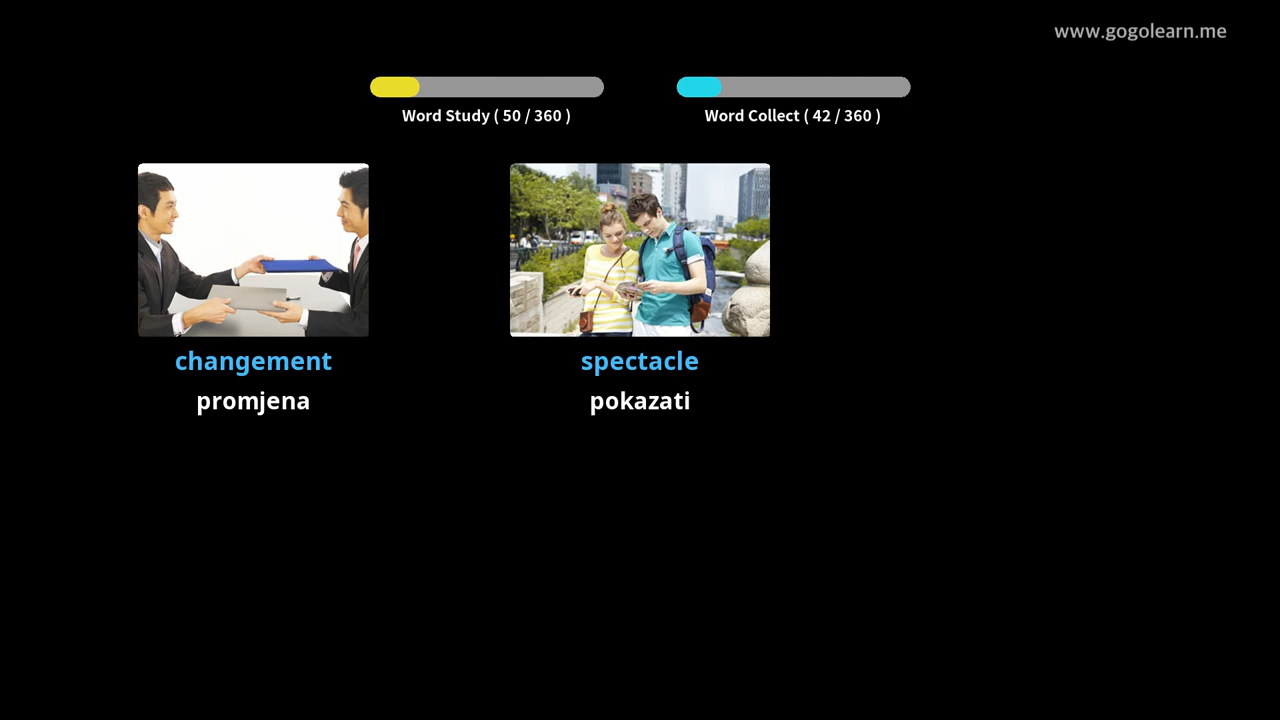 www.gogolearn.me
Word Study ( 50 / 360 )
Word Collect ( 42 / 360 )
changement
promjena
spectacle
pokazati